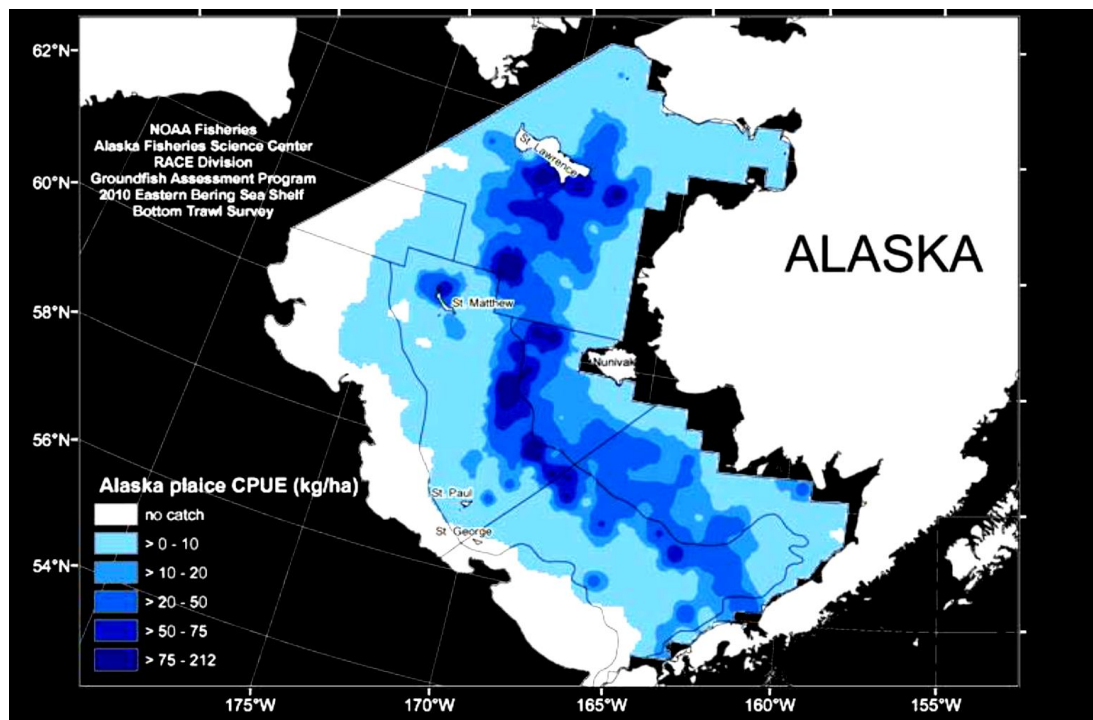 62°N
60°N
58°N
56°N
54°N
NOAA Fisheries
Alaska Fisheries Science Center
RACE Division
Groundfish Assessment Program
2010 Eastern Bering Sea Shelf
Bottom Trawl Survey
St. Lawrence
ALASKA
St. Matthew
Nunivak
St. Paul
St. George
Alaska plaice CPUE (kg/ha)
no catch
> 0 - 10
> 10 - 20
> 20 - 50
> 50 - 75
> 75 - 212
175°W
170°W
165°W
160°W
155°W